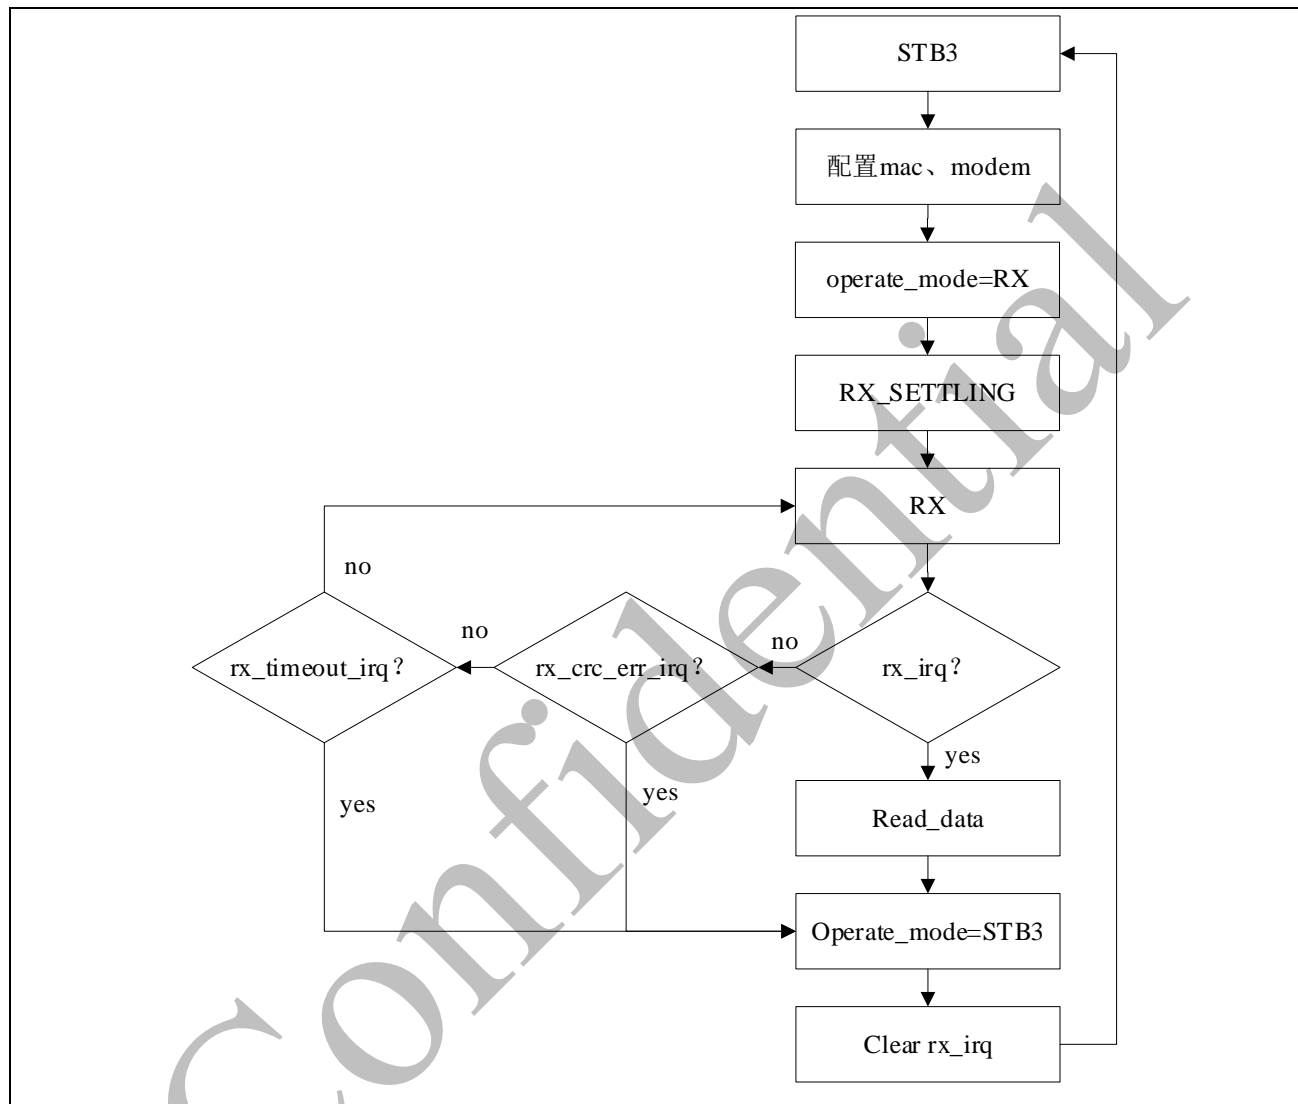 STB3
配置mac、modem
operate_mode=RX
RX_SETTLING
RX
no
rx_timeout_irq？
no
rx_crc_err_irq？
no
rx_irq？
yes
yes
yes
Read_data
Operate_mode=STB3
Clear rx_irq
Confidential